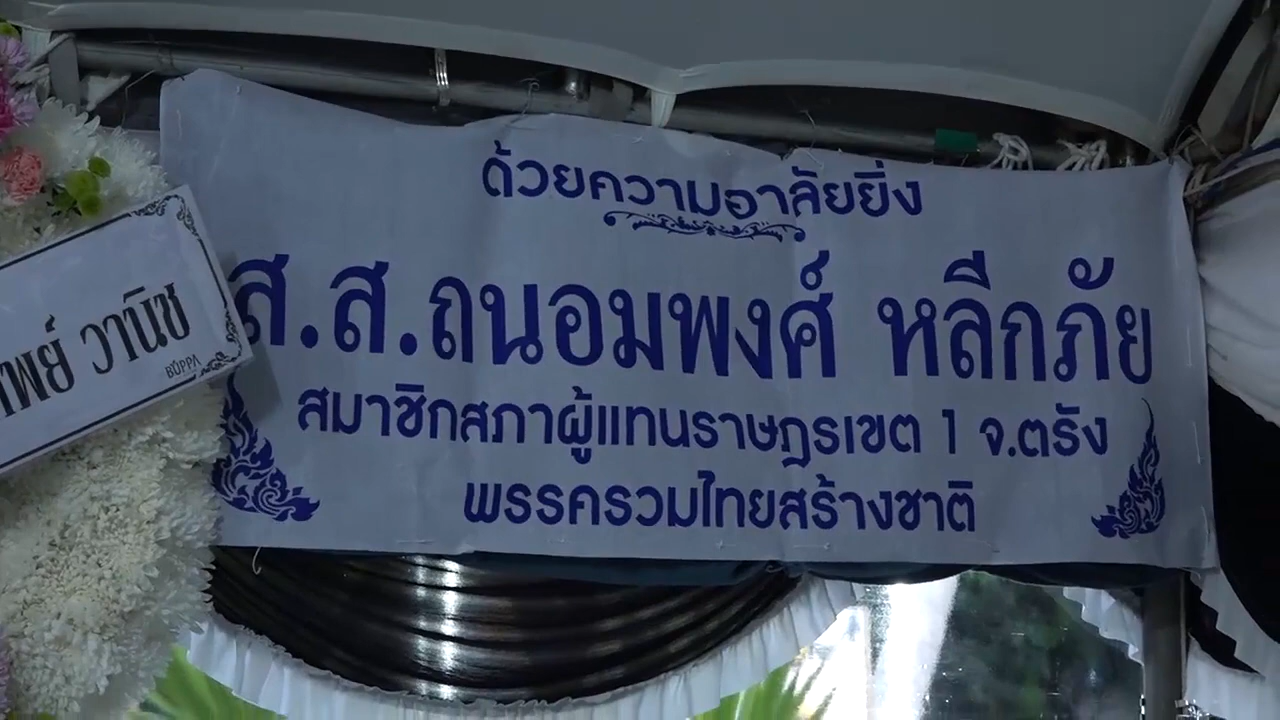 ด้วยความอาลัยยิ่ง
ส.ส.ถนอมพงศ์ หลีกภัย
สมาชิกสภาผู้แทนราษฎรเขต 1 จ.ตรัง
พรรครวมไทยสร้างชาติ
วานิช
BUPPA